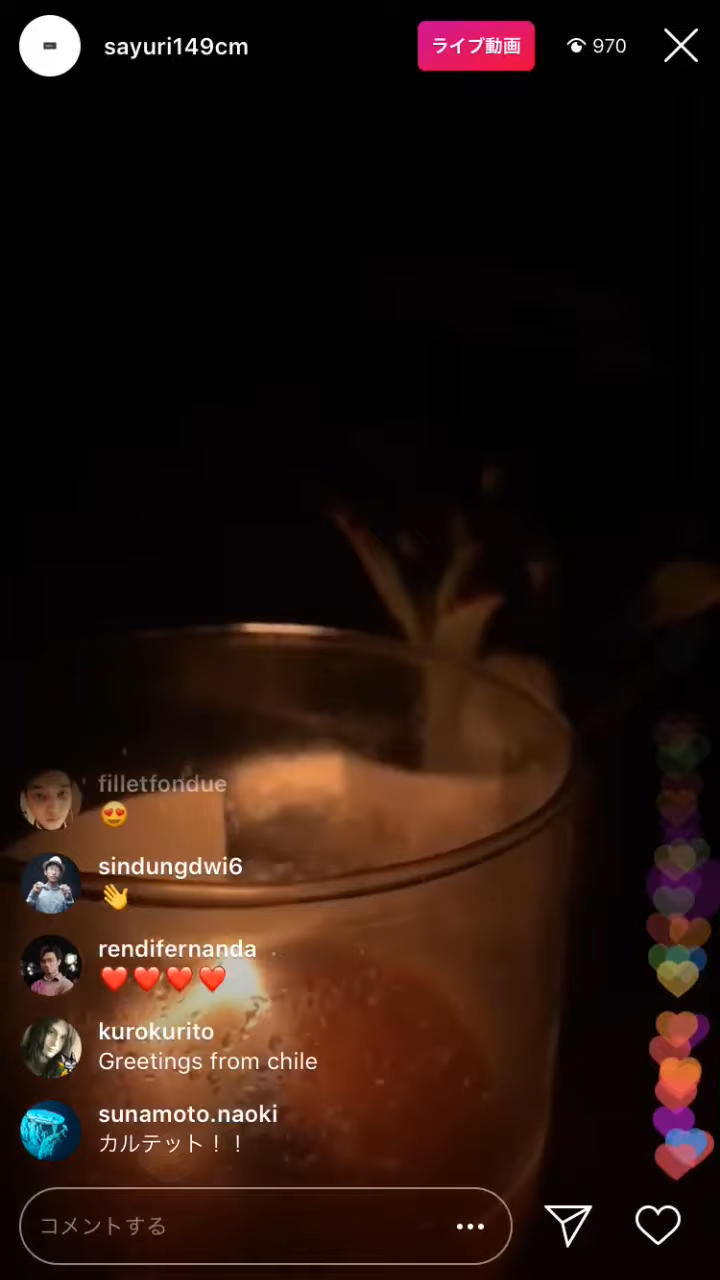 sayuri149cm
ライブ動画
970
filletfondue
😍
sindungdwi6
👋
rendifernanda
❤️❤️❤️❤️
kurokurito
Greetings from chile
sunamoto.naoki
カルテット！！
コメントする